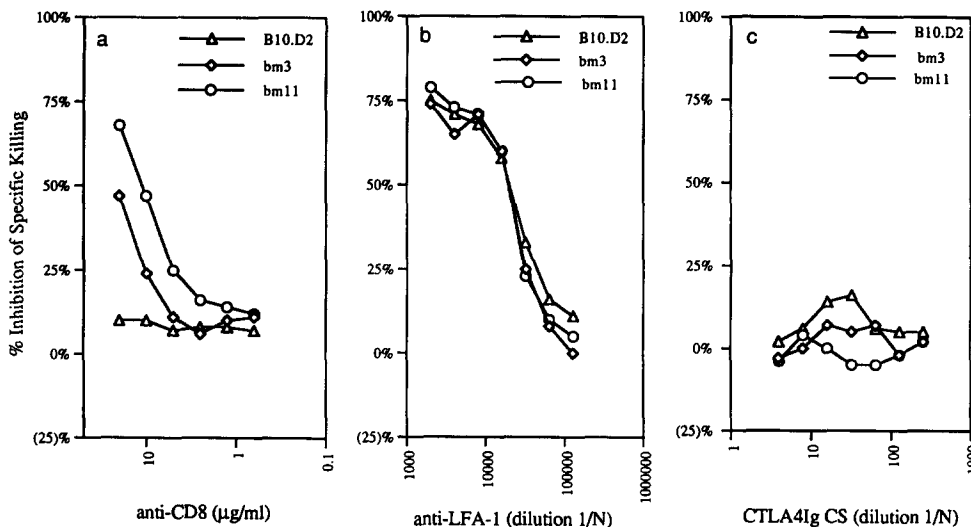 % Inhibition of Specific Killing
a
B10.D2
bm3
bm11
100%
75%
50%
25%
0%
(25)%
10
1
0.1
anti-CD8 (µg/ml)
b
B10.D2
bm3
bm11
100%
75%
50%
25%
0%
(25)%
1000
10000
100000
1000000
anti-LFA-1 (dilution 1/N)
c
B10.D2
bm3
bm11
100%
75%
50%
25%
0%
(25)%
1
10
100
1000
CTLA4Ig CS (dilution 1/N)